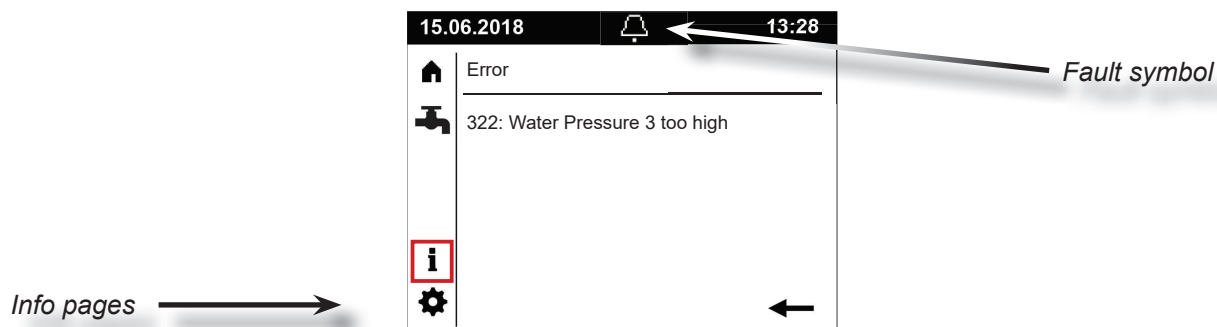 15.06.2018 13:28
Fault symbol
Error
322: Water Pressure 3 too high
i
Info pages